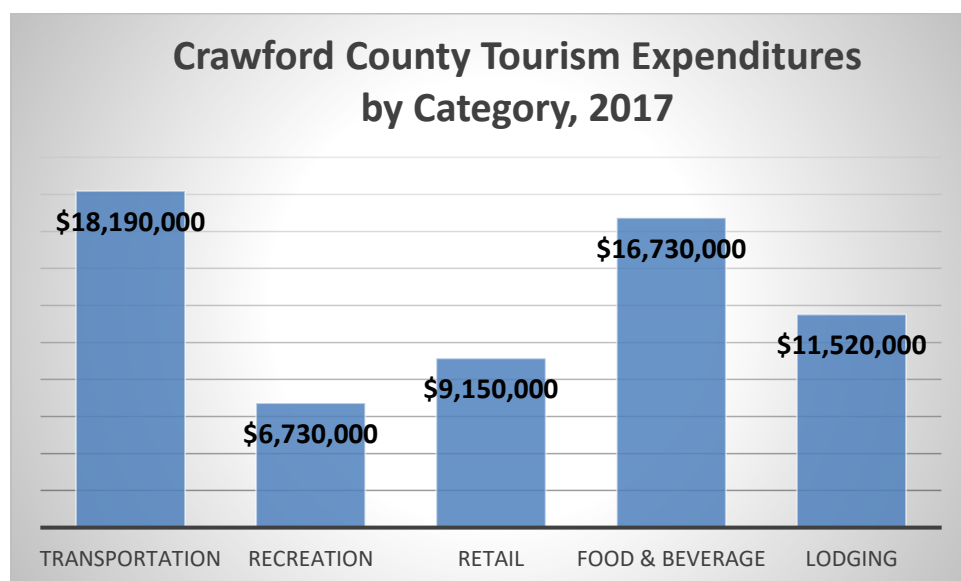 Crawford County Tourism Expenditures
by Category, 2017
$18,190,000
$6,730,000
$9,150,000
$16,730,000
$11,520,000
TRANSPORTATION
RECREATION
RETAIL
FOOD & BEVERAGE
LODGING